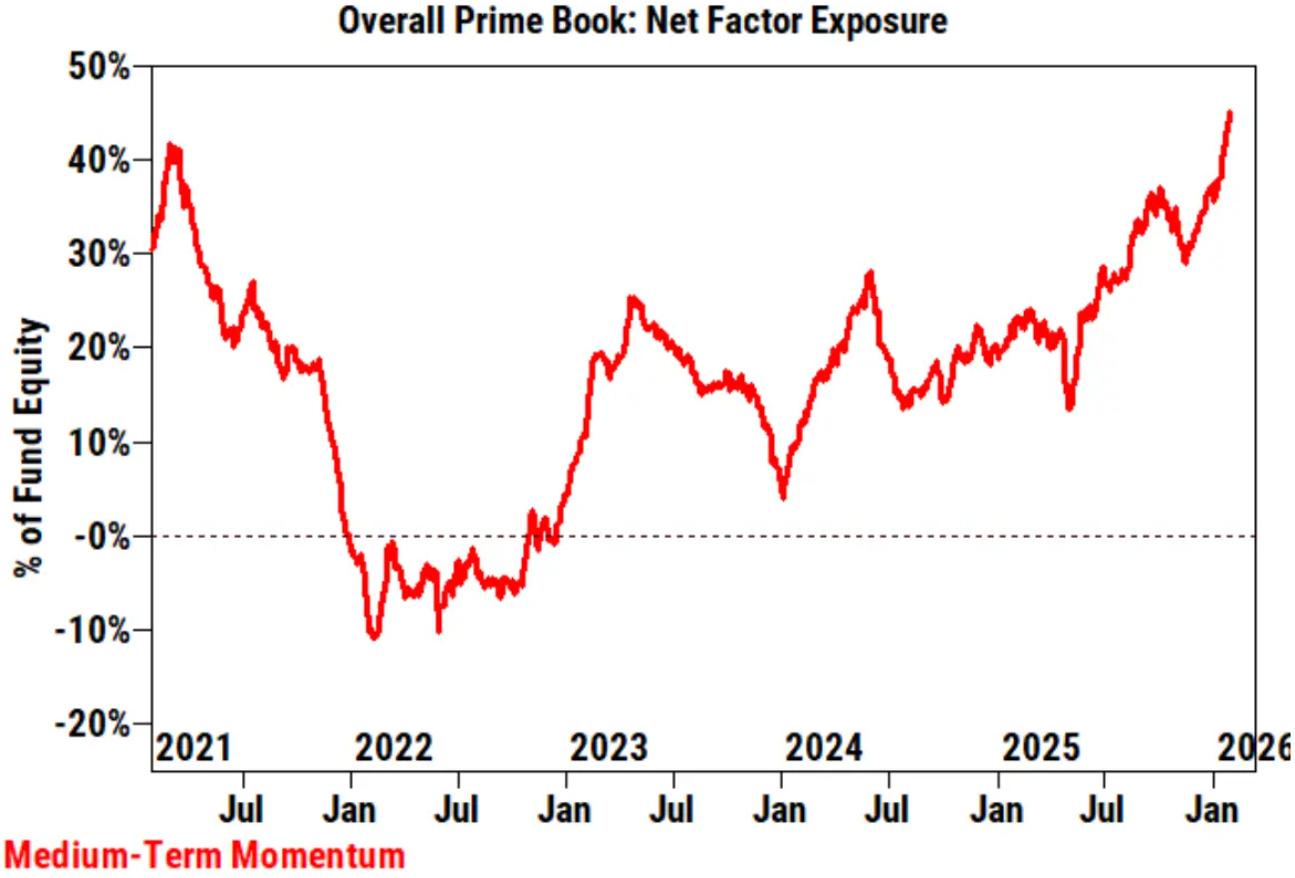 Overall Prime Book: Net Factor Exposure
% of Fund Equity
50%
40%
30%
20%
10%
-0%
-10%
-20%
2021 2022 2023 2024 2025 2026
Jul Jan Jul Jan Jul Jan Jul Jan Jul Jan
Medium-Term Momentum